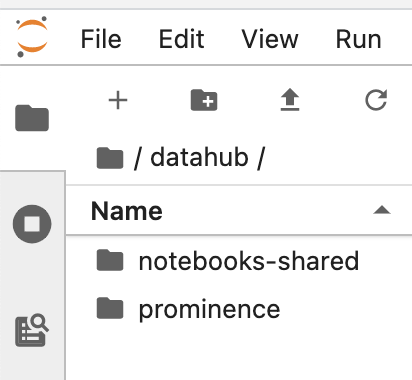 File Edit View Run
/ datahub /
Name
notebooks-shared
prominence